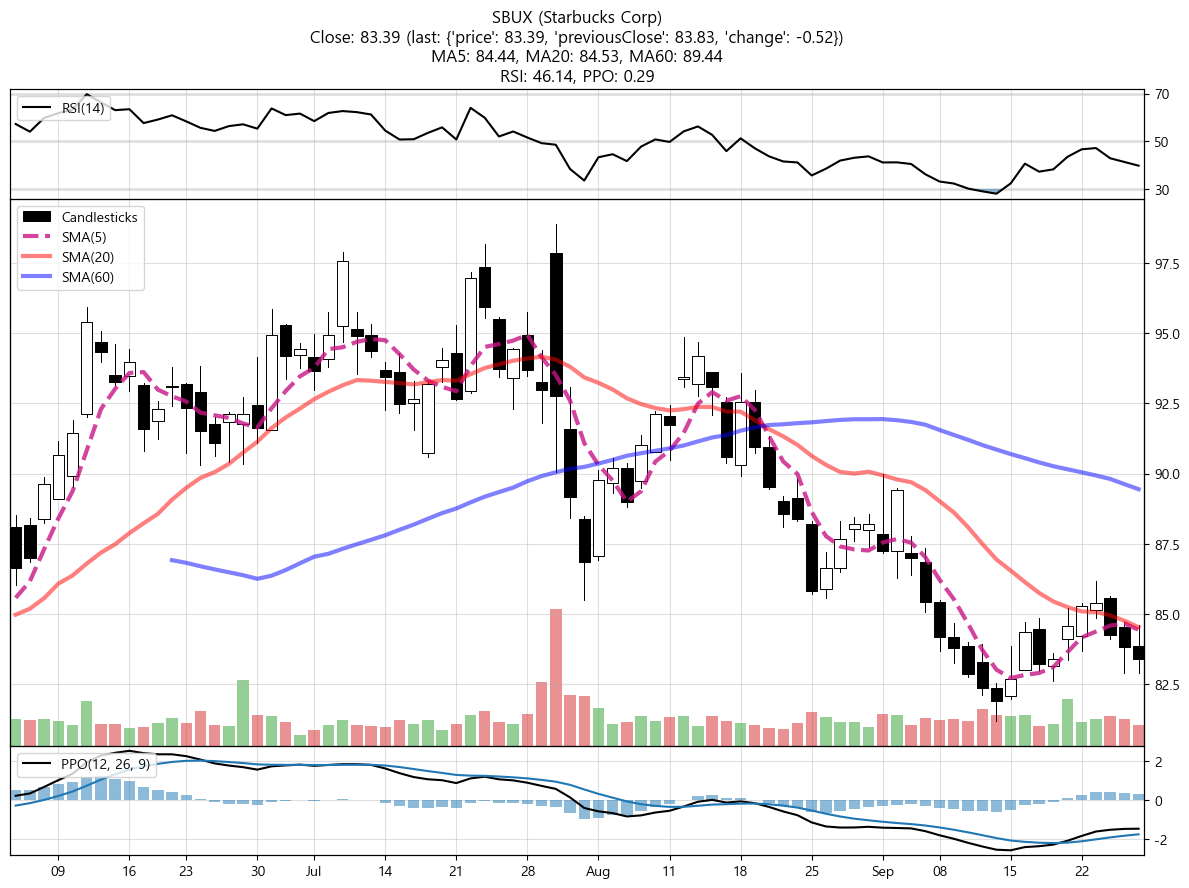 SBUX (Starbucks Corp)
Close: 83.39 (last: {'price': 83.39, 'previousClose': 83.83, 'change': -0.52})
MA5: 84.44, MA20: 84.53, MA60: 89.44
RSI: 46.14, PPO: 0.29
RSI(14)
70
50
30
Candlesticks
SMA(5)
SMA(20)
SMA(60)
97.5
95.0
92.5
90.0
87.5
85.0
82.5
PPO(12, 26, 9)
2
0
-2
09 16 23 30 Jul 14 21 28 Aug 11 18 25 Sep 08 15 22